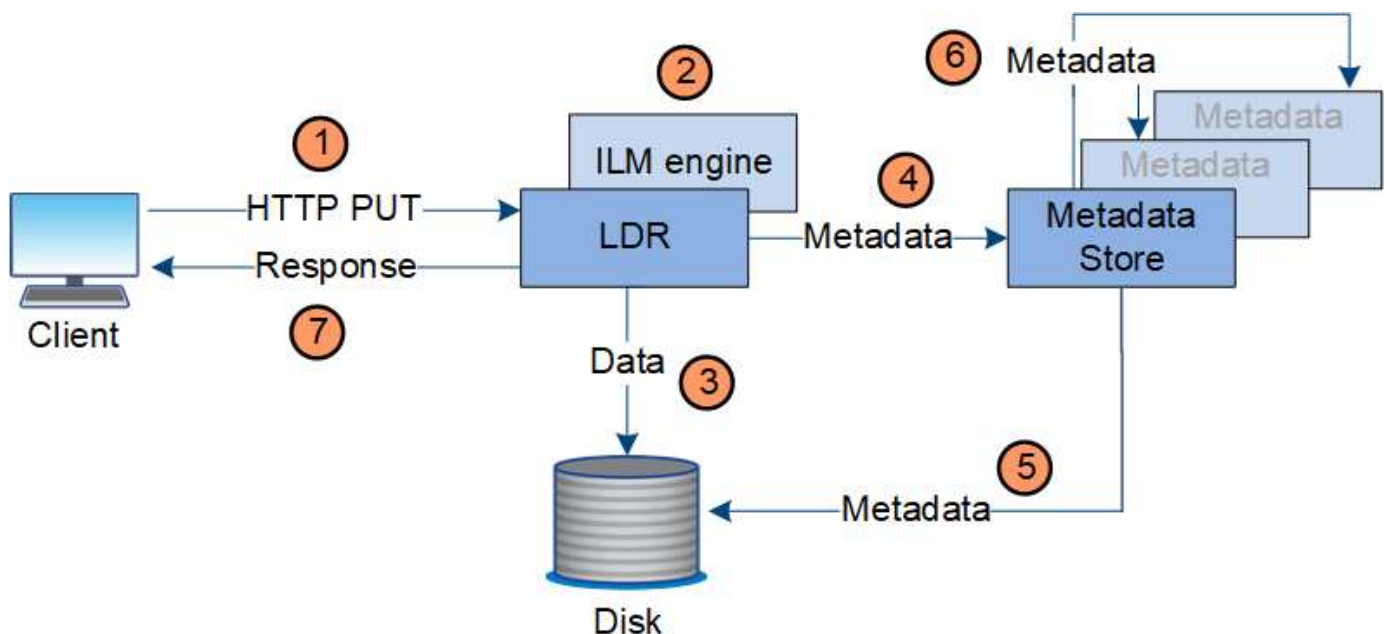 6
Metadata
2
Metadata
1
ILM engine
Metadata
4
HTTP PUT
LDR
Metadata
Metadata
Store
Response
7
Client
Data
3
5
Metadata
Disk